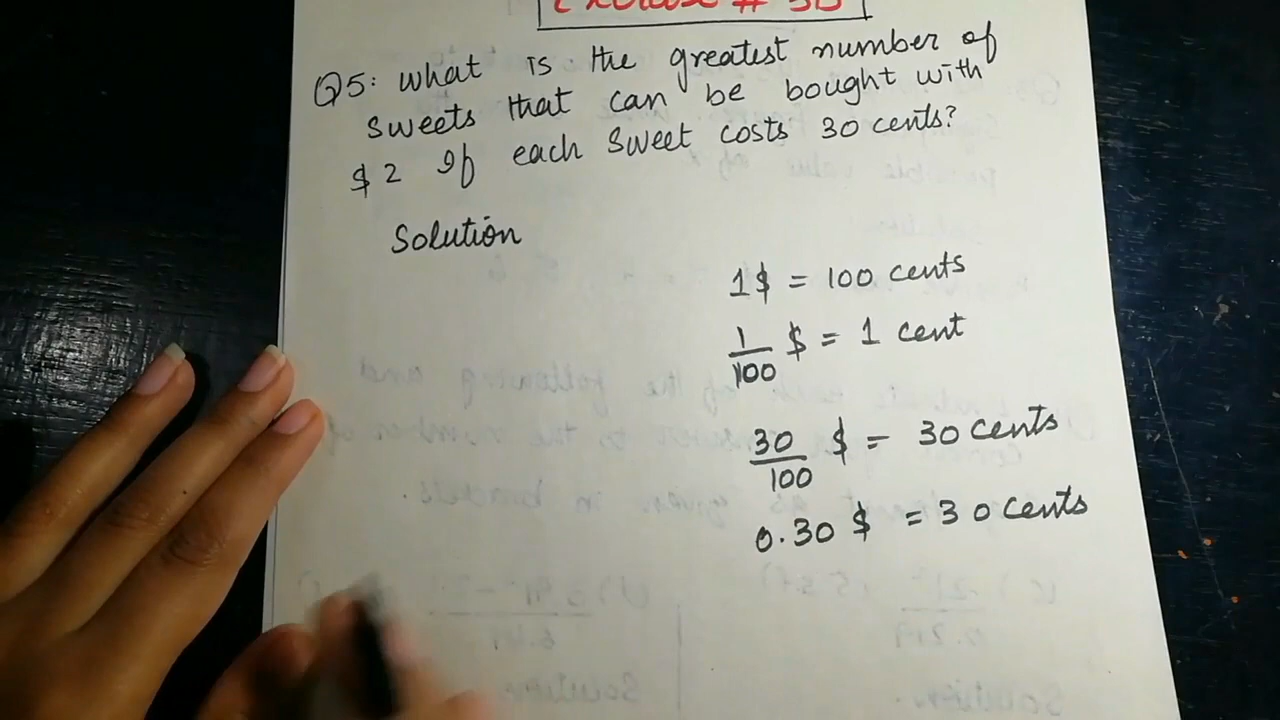 Q5: what is the greatest number of
sweets that can be bought with
$ 2 If each sweet costs 30 cents?
Solution
1$ = 100 cents
1/100 $ = 1 cent
30/100 $ = 30 cents
0.30 $ = 30 cents